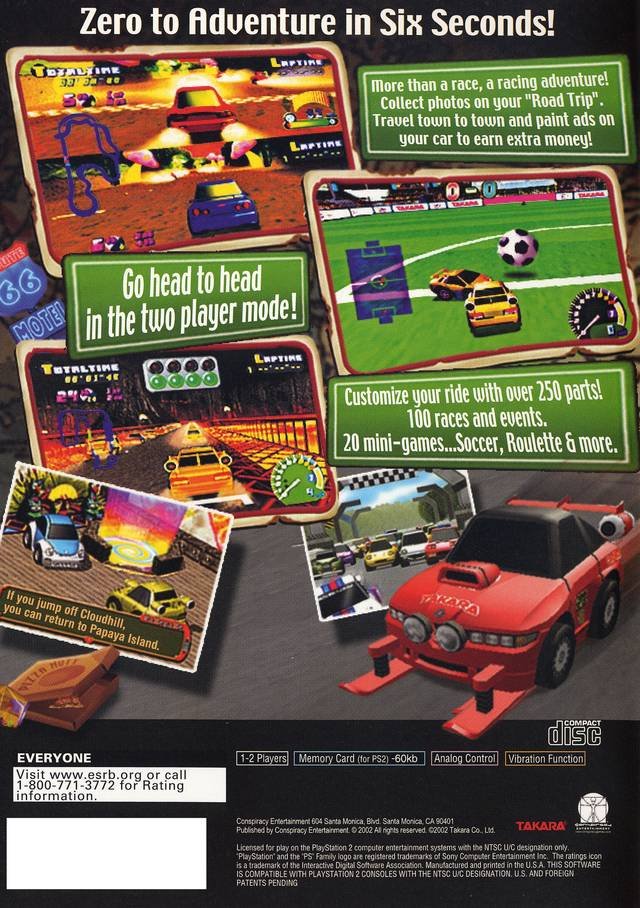 Zero to Adventure in Six Seconds!
TOTALTIME
LAPTIME
LAPTIME
More than a race, a racing adventure!
Collect photos on your "Road Trip".
Travel town to town and paint ads on
your car to earn extra money!
0 - 0
TAKARA
66
MOTEL
Go head to head
in the two player mode!
TOTALTIME
LAPTIME
Customize your ride with over 250 parts!
100 races and events.
20 mini-games...Soccer, Roulette & more.
If you jump off Cloudhill,
you can return to Papaya Island.
TAKARA
PIZZA HUTT
COMPACT
disc
EVERYONE
Visit www.esrb.org or call
1-800-771-3772 for Rating
information.
1-2 Players
Memory Card (for PS2) -60kb
Analog Control
Vibration Function
Conspiracy Entertainment 604 Santa Monica, Blvd. Santa Monica, CA 90401
Published by Conspiracy Entertainment. © 2002 All rights reserved. ©2002 Takara Co., Ltd.
TAKARA
conspiracy
ENTERTAINMENT
Licensed for play on the PlayStation 2 computer entertainment systems with the NTSC U/C designation only.
"PlayStation" and the "PS" Family logo are registered trademarks of Sony Computer Entertainment Inc. The ratings icon
is a trademark of the Interactive Digital Software Association. Manufactured and printed in the U.S.A. THIS SOFTWARE
IS COMPATIBLE WITH PLAYSTATION 2 CONSOLES WITH THE NTSC U/C DESIGNATION. U.S. AND FOREIGN
PATENTS PENDING